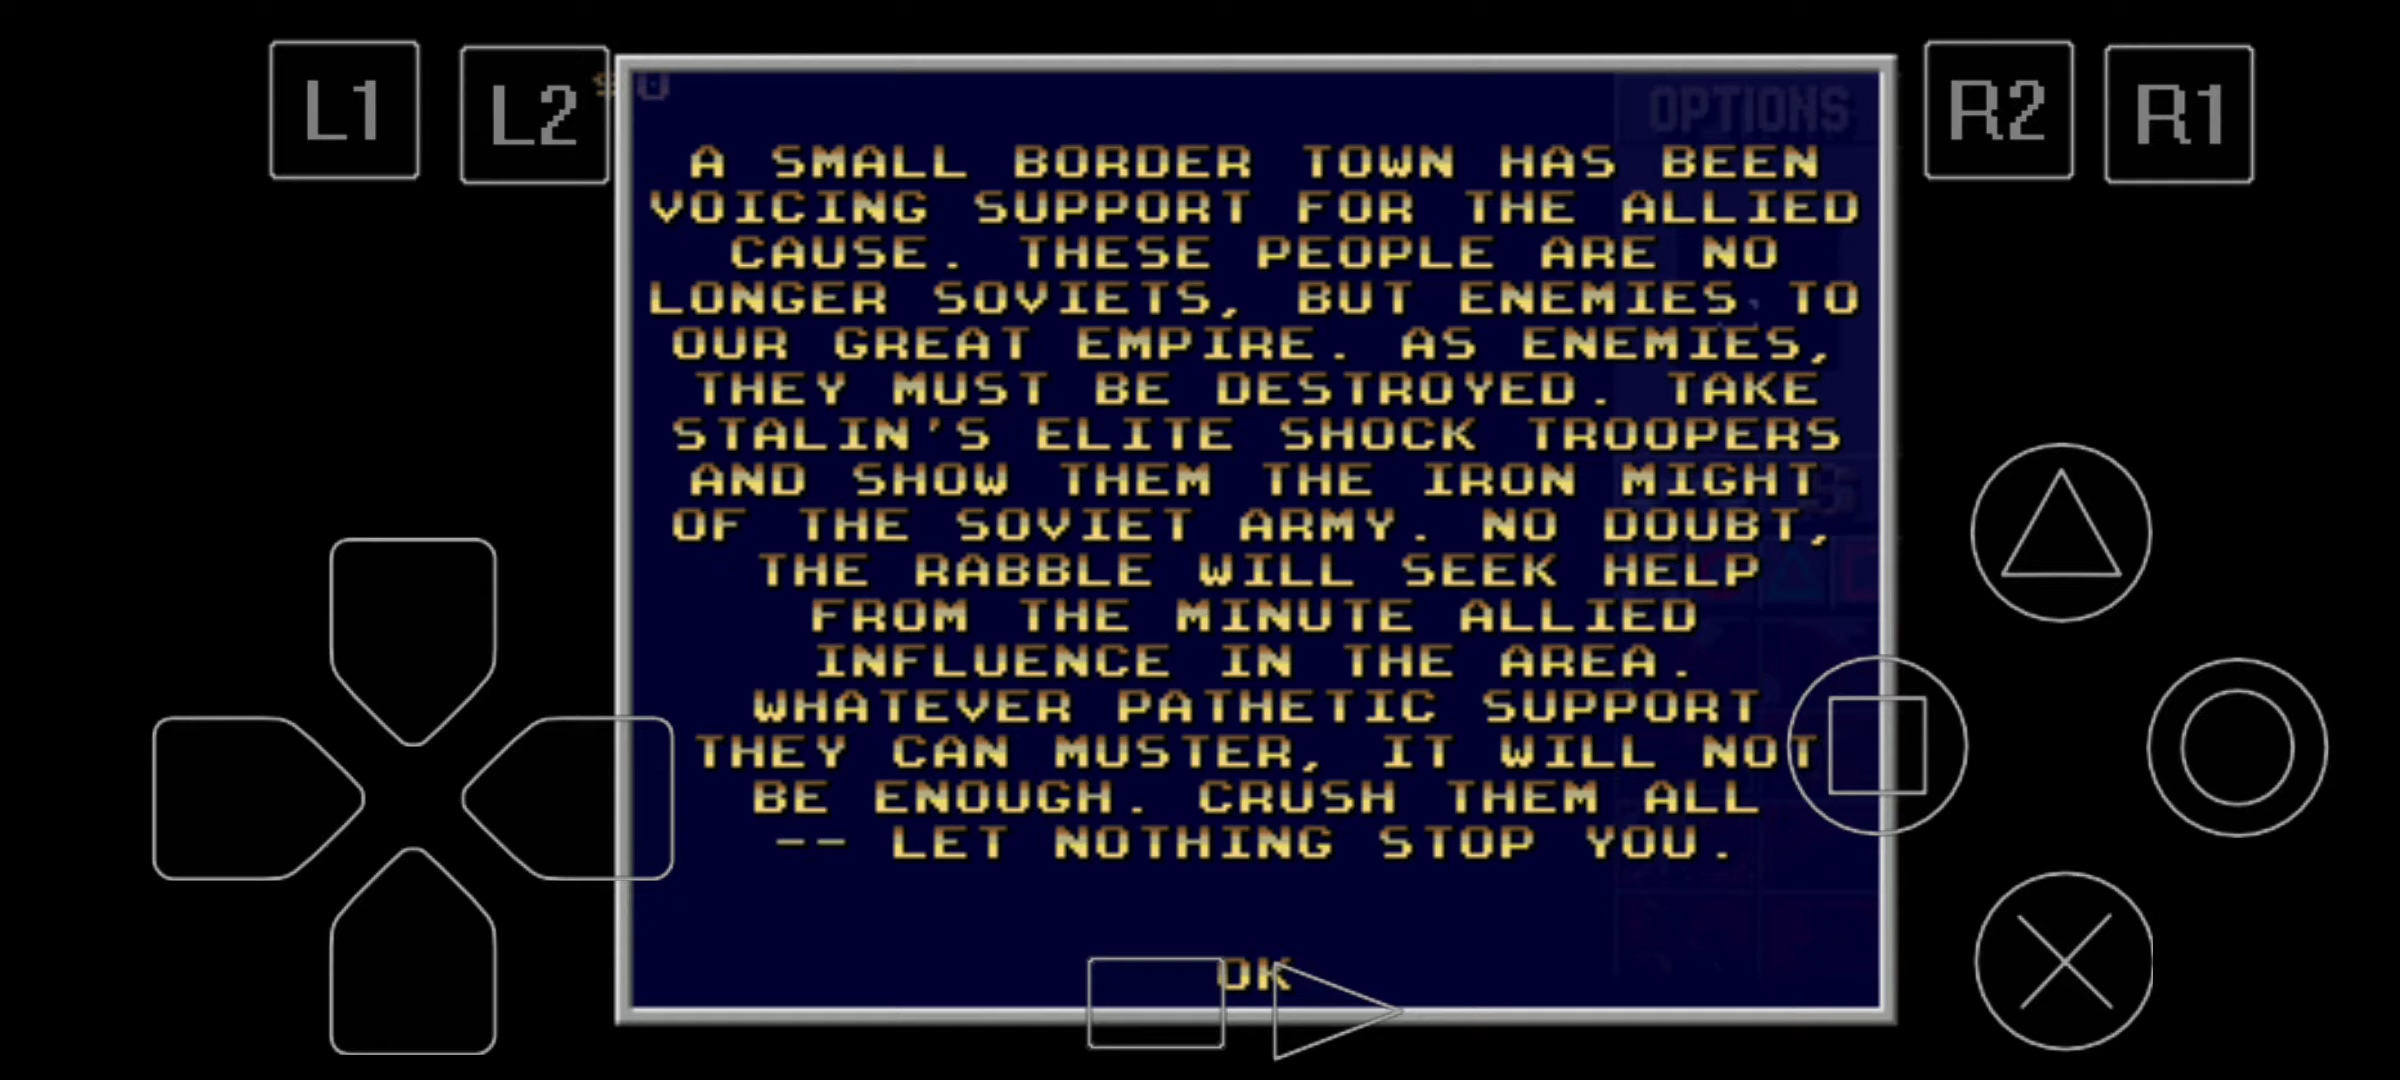 L1
L2
R2
R1
$ 0
OPTIONS
A SMALL BORDER TOWN HAS BEEN
VOICING SUPPORT FOR THE ALLIED
CAUSE. THESE PEOPLE ARE NO
LONGER SOVIETS, BUT ENEMIES TO
OUR GREAT EMPIRE. AS ENEMIES,
THEY MUST BE DESTROYED. TAKE
STALIN'S ELITE SHOCK TROOPERS
AND SHOW THEM THE IRON MIGHT
OF THE SOVIET ARMY. NO DOUBT,
THE RABBLE WILL SEEK HELP
FROM THE MINUTE ALLIED
INFLUENCE IN THE AREA.
WHATEVER PATHETIC SUPPORT
THEY CAN MUSTER, IT WILL NOT
BE ENOUGH. CRUSH THEM ALL
-- LET NOTHING STOP YOU.
OK